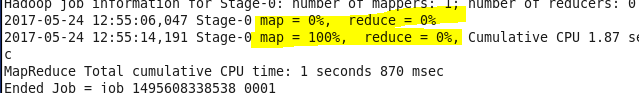 Hadoop job information for Stage-0: number of mappers: 1; number of reducers: 0
2017-05-24 12:55:06,047 Stage-0 map = 0%,  reduce = 0%
2017-05-24 12:55:14,191 Stage-0 map = 100%,  reduce = 0%, Cumulative CPU 1.87 se
c
MapReduce Total cumulative CPU time: 1 seconds 870 msec
Ended Job = job_1495608338538_0001